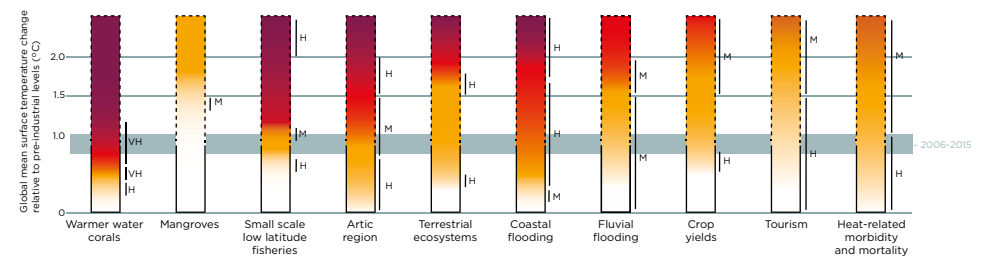 Global mean surface temperature change
relative to pre-industrial levels (°C)
2.0
1.5
1.0
0
VH
VH
H
M
H
M
H
H
M
H
H
H
H
H
M
M
M
M
H
M
H
M
H
2006-2015
Warmer water
corals
Mangroves
Small scale
low latitude
fisheries
Artic
region
Terrestrial
ecosystems
Coastal
flooding
Fluvial
flooding
Crop
yields
Tourism
Heat-related
morbidity
and mortality